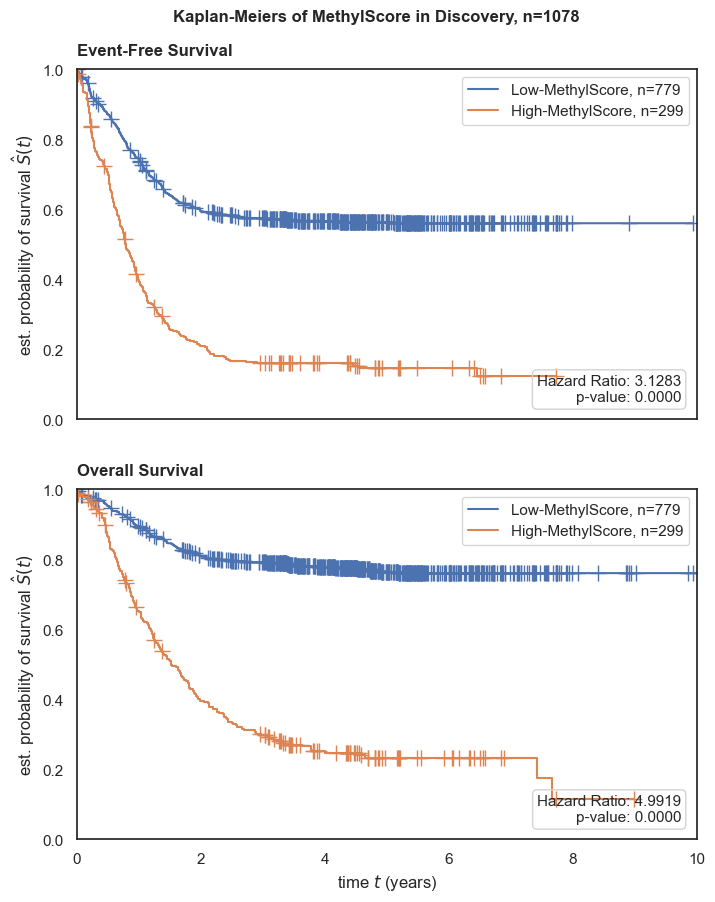 Kaplan-Meiers of MethylScore in Discovery, n=1078
Event-Free Survival
1.0
0.8
0.6
0.4
0.2
0.0
est. probability of survival Ŝ(t)
Low-MethylScore, n=779
High-MethylScore, n=299
Hazard Ratio: 3.1283
p-value: 0.0000
Overall Survival
1.0
0.8
0.6
0.4
0.2
0.0
est. probability of survival Ŝ(t)
Low-MethylScore, n=779
High-MethylScore, n=299
Hazard Ratio: 4.9919
p-value: 0.0000
0 2 4 6 8 10
time t (years)